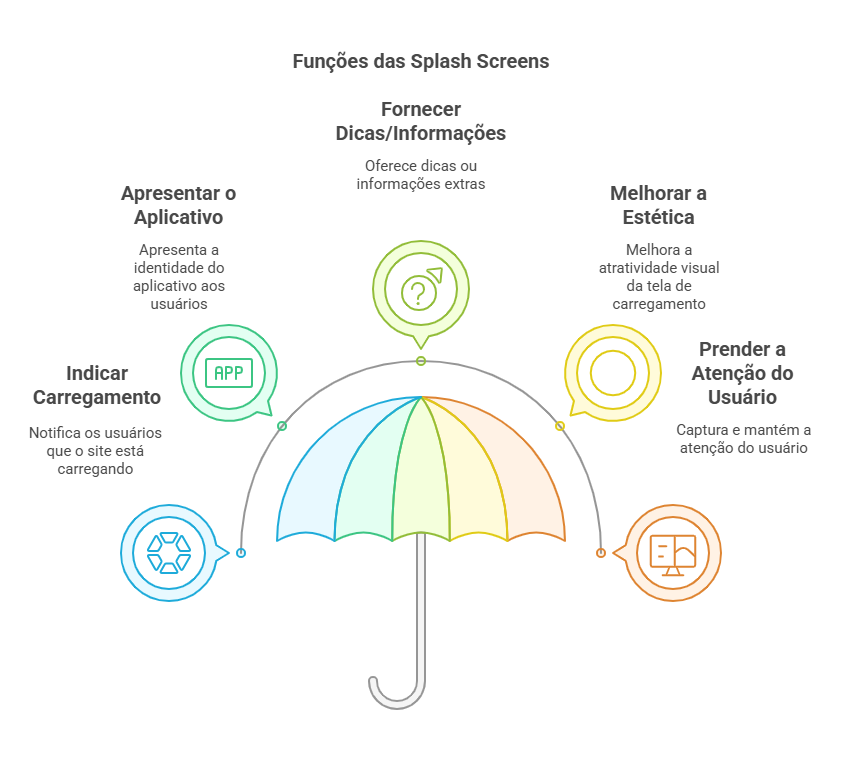 Funções das Splash Screens
Fornecer
Dicas/Informações
Oferece dicas ou
informações extras
Apresentar o
Aplicativo
Apresenta a
identidade do
aplicativo aos
usuários
Melhorar a
Estética
Melhora a
atratividade visual
da tela de
carregamento
Indicar
Carregamento
Notifica os usuários
que o site está
carregando
Prender a
Atenção do
Usuário
Captura e mantém a
atenção do usuário
APP
?